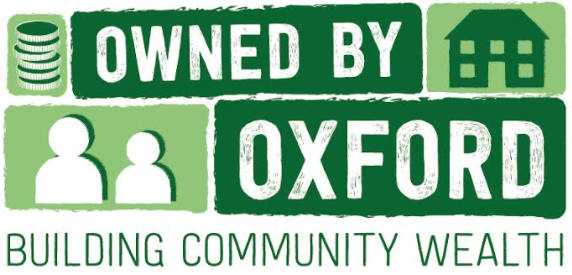 OWNED BY
OXFORD
BUILDING COMMUNITY WEALTH